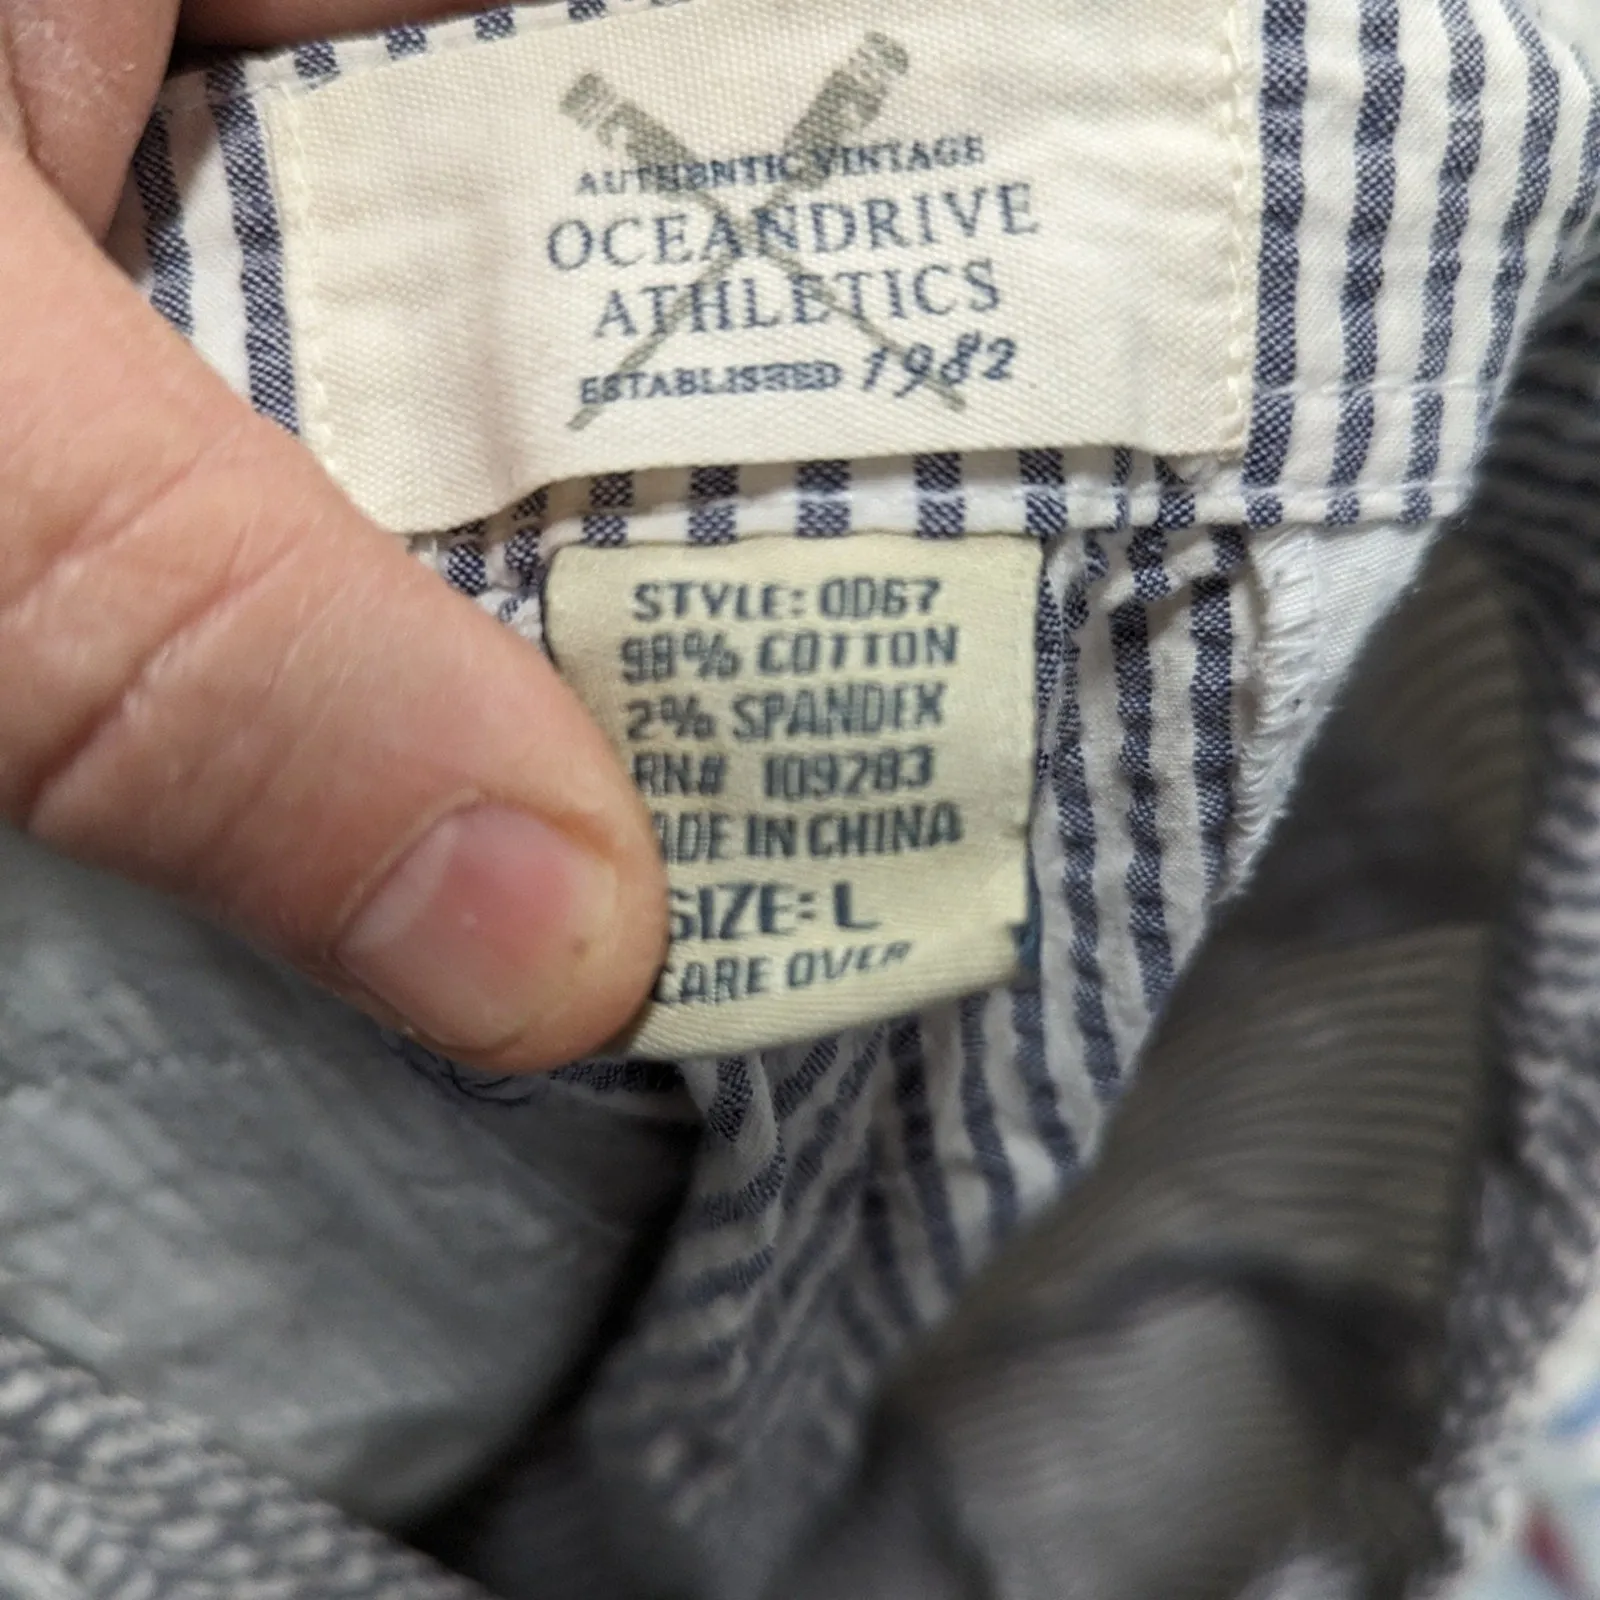 AUTHENTIC VINTAGE
OCEANDRIVE
ATHLETICS
ESTABLISHED 1982
STYLE: OD67
98% COTTON
2% SPANDEX
RN# 109283
ADE IN CHINA
SIZE: L
CARE OVER